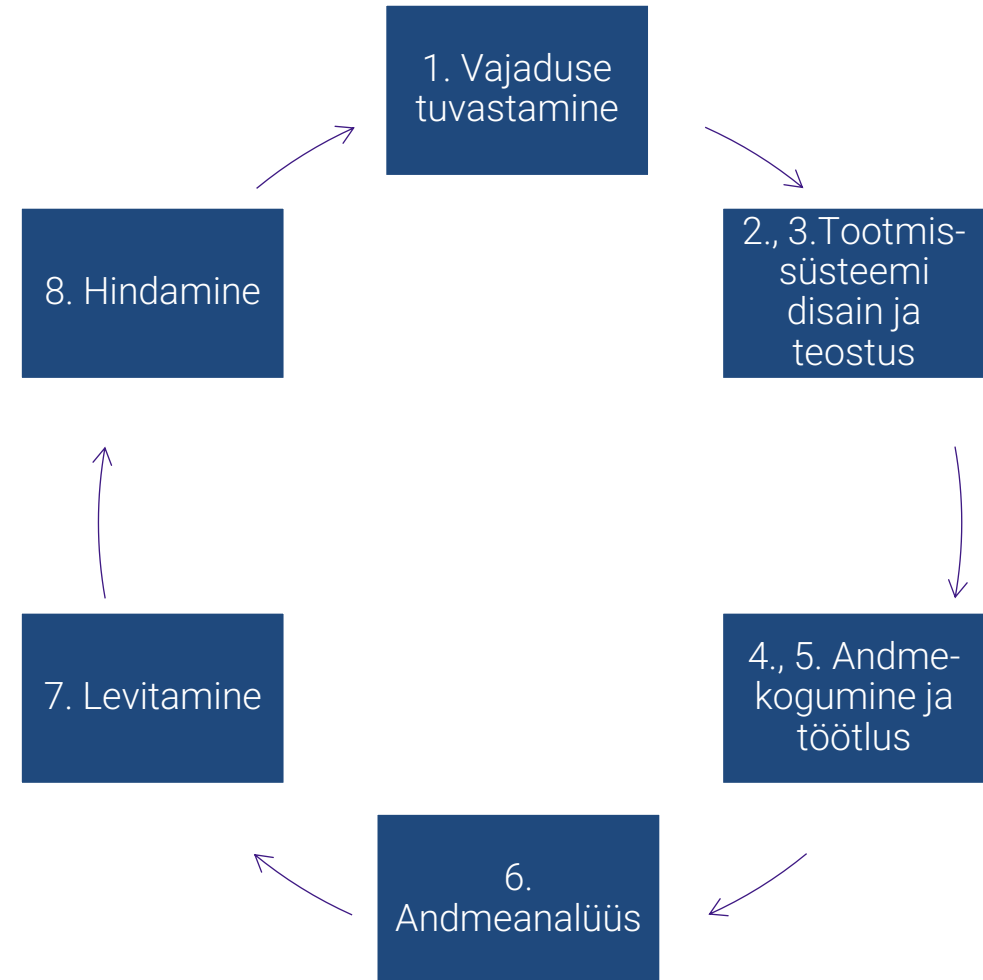 1. Vajaduse
tuvastamine
2., 3.Tootmis-
süsteemi
disain ja
teostus
4., 5. Andme-
kogumine ja
töötlus
6.
Andmeanalüüs
7. Levitamine
8. Hindamine